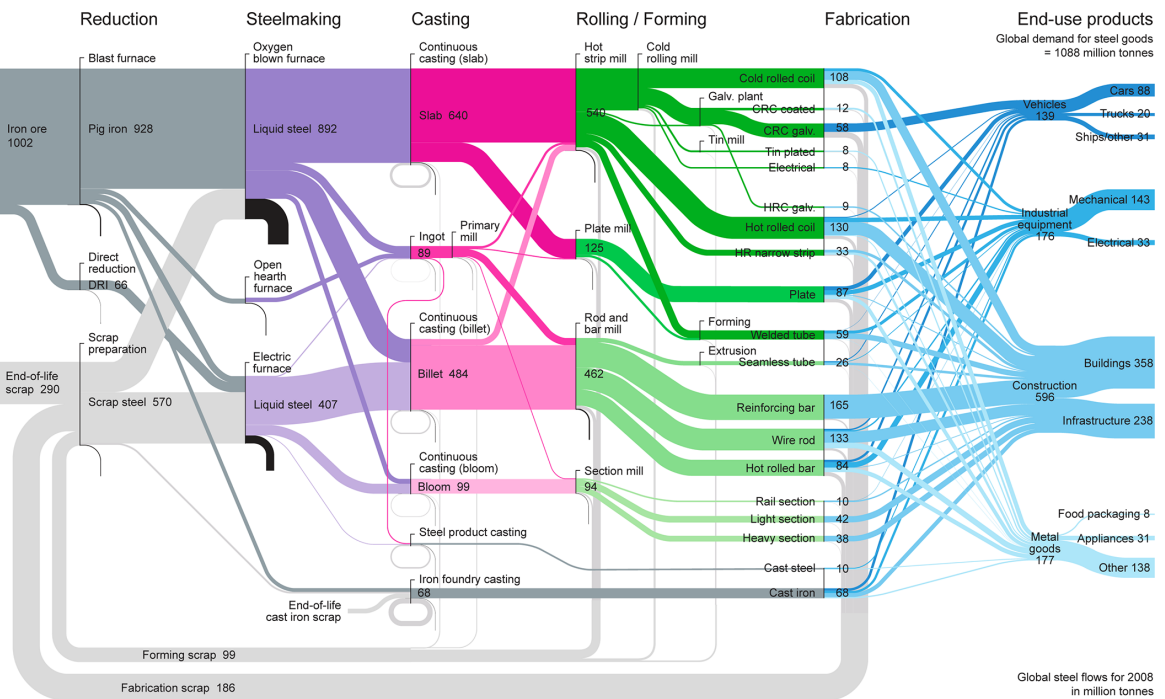 Reduction
Steelmaking
Casting
Rolling / Forming
Fabrication
End-use products
Global demand for steel goods
= 1088 million tonnes
Blast furnace
Oxygen
blown furnace
Continuous
casting (slab)
Hot
strip mill
Cold
rolling mill
Iron ore
1002
Pig iron 928
Liquid steel 892
Slab 640
540
Galv. plant
Tin mill
Cold rolled coil
108
CRC coated
12
CRC galv.
58
Tin plated
8
Electrical
8
HRC galv.
9
Hot rolled coil
130
HR narrow strip
33
Vehicles
139
Cars 88
Trucks 20
Ships/other 31
Mechanical 143
Industrial
equipment
176
Electrical 33
Direct
reduction
DRI 66
Open
hearth
furnace
Ingot
89
Primary
mill
Plate mill
125
Plate
87
Scrap
preparation
Electric
furnace
Continuous
casting (billet)
Rod and
bar mill
Forming
Welded tube
59
Extrusion
Seamless tube
26
End-of-life
scrap 290
Scrap steel 570
Liquid steel 407
Billet 484
462
Reinforcing bar
165
Wire rod
133
Hot rolled bar
84
Construction
596
Buildings 358
Infrastructure 238
Continuous
casting (bloom)
Bloom 99
Section mill
94
Rail section
10
Light section
42
Heavy section
38
Food packaging 8
Metal
goods
177
Appliances 31
Other 138
Steel product casting
Cast steel
10
Iron foundry casting
68
Cast iron
68
End-of-life
cast iron scrap
Forming scrap 99
Fabrication scrap 186
Global steel flows for 2008
in million tonnes